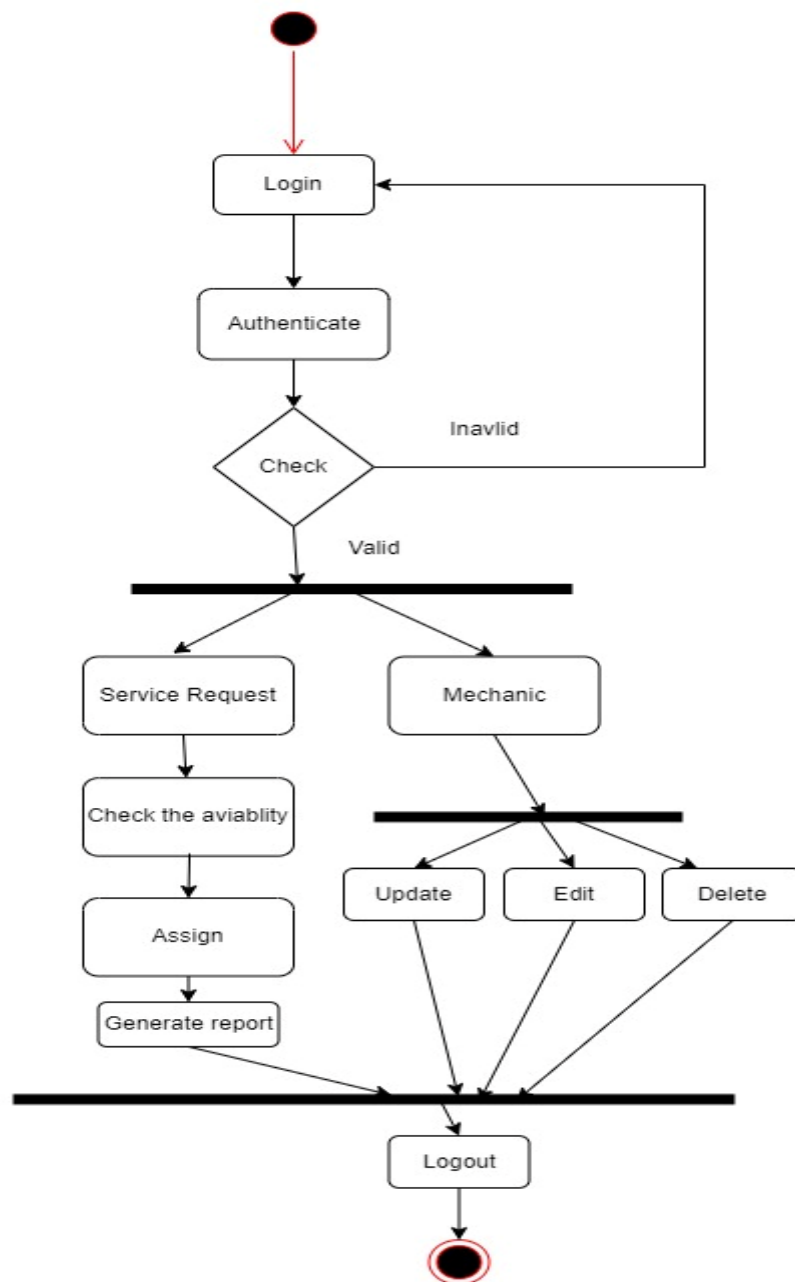 Login
Authenticate
Check
Inavlid
Valid
Service Request
Mechanic
Check the aviablity
Update
Edit
Delete
Assign
Generate report
Logout